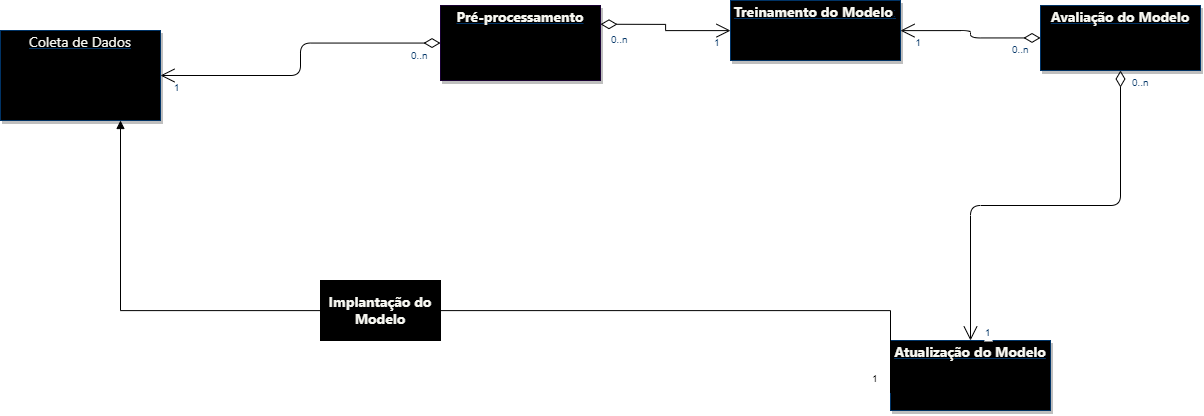 Coleta de Dados
1
Pré-processamento
0..n
0..n
Treinamento do Modelo
1
1
Avaliação do Modelo
0..n
0..n
Implantação do
Modelo
1
Atualização do Modelo
1